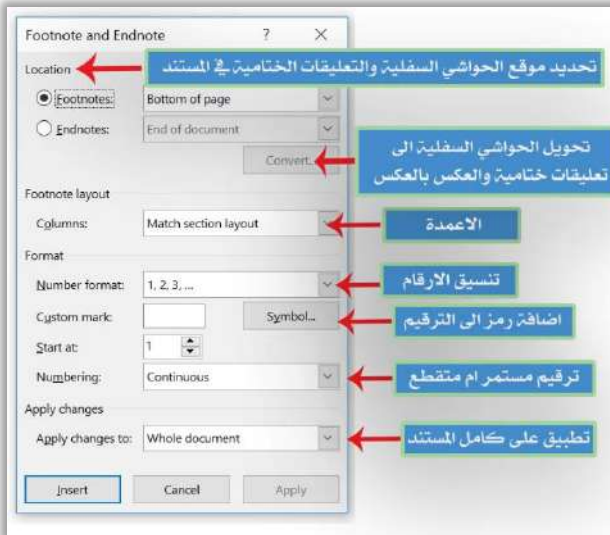 Footnote and Endnote ? ×
Location
تحديد موقع الحواشي السفلية والتعليقات الختامية في المستند
Footnotes: Bottom of page
Endnotes: End of document
Convert...
تحويل الحواشي السفلية الى
تعليقات ختامية والعكس بالعكس
Footnote layout
Columns: Match section layout
الاعمدة
Format
Number format: 1, 2, 3, ...
تنسيق الارقام
Custom mark: Symbol...
اضافة رمز الى الترقيم
Start at: 1
Numbering: Continuous
ترقيم مستمر ام متقطع
Apply changes
Apply changes to: Whole document
تطبيق على كامل المستند
Insert Cancel Apply